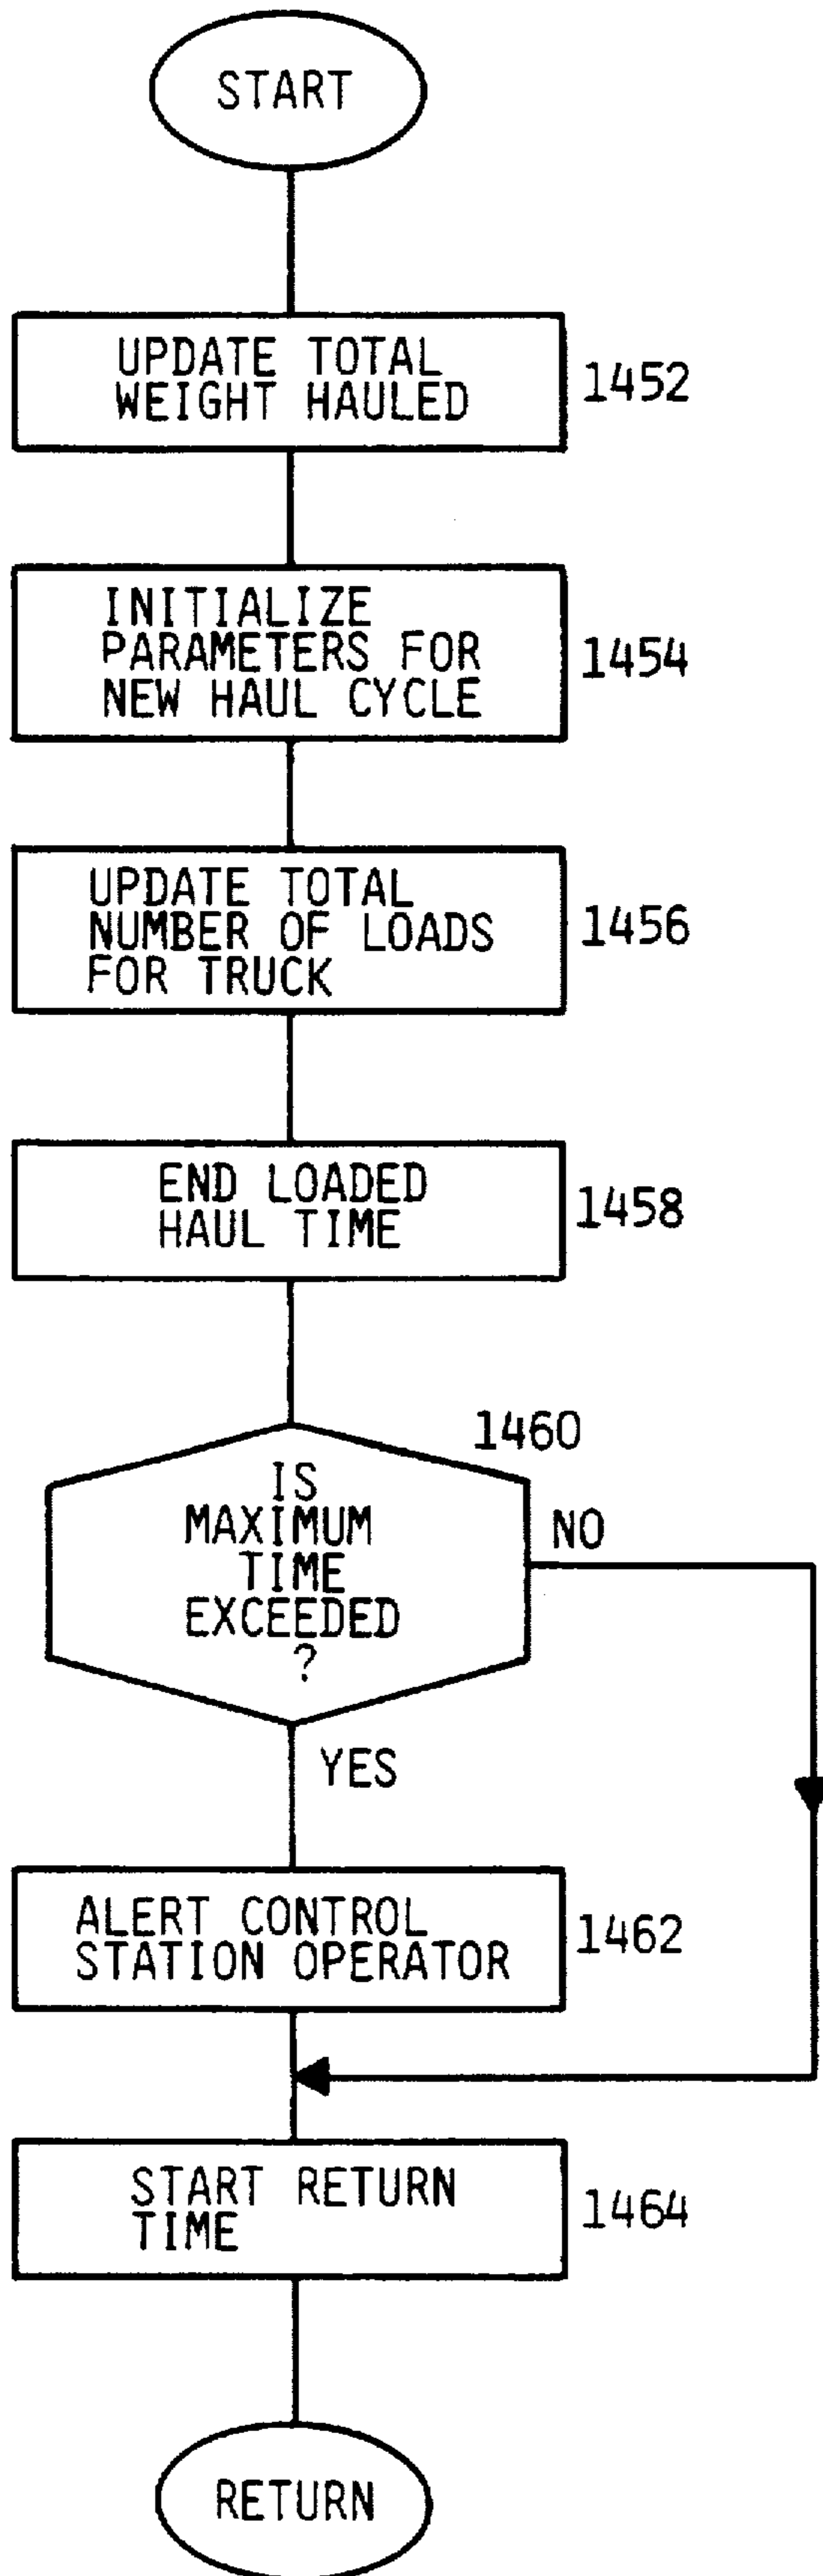 START
UPDATE TOTAL
WEIGHT HAULED
1452
INITIALIZE
PARAMETERS FOR
NEW HAUL CYCLE
1454
UPDATE TOTAL
NUMBER OF LOADS
FOR TRUCK
1456
END LOADED
HAUL TIME
1458
1460
IS
MAXIMUM
TIME
EXCEEDED
?
NO
YES
ALERT CONTROL
STATION OPERATOR
1462
START RETURN
TIME
1464
RETURN